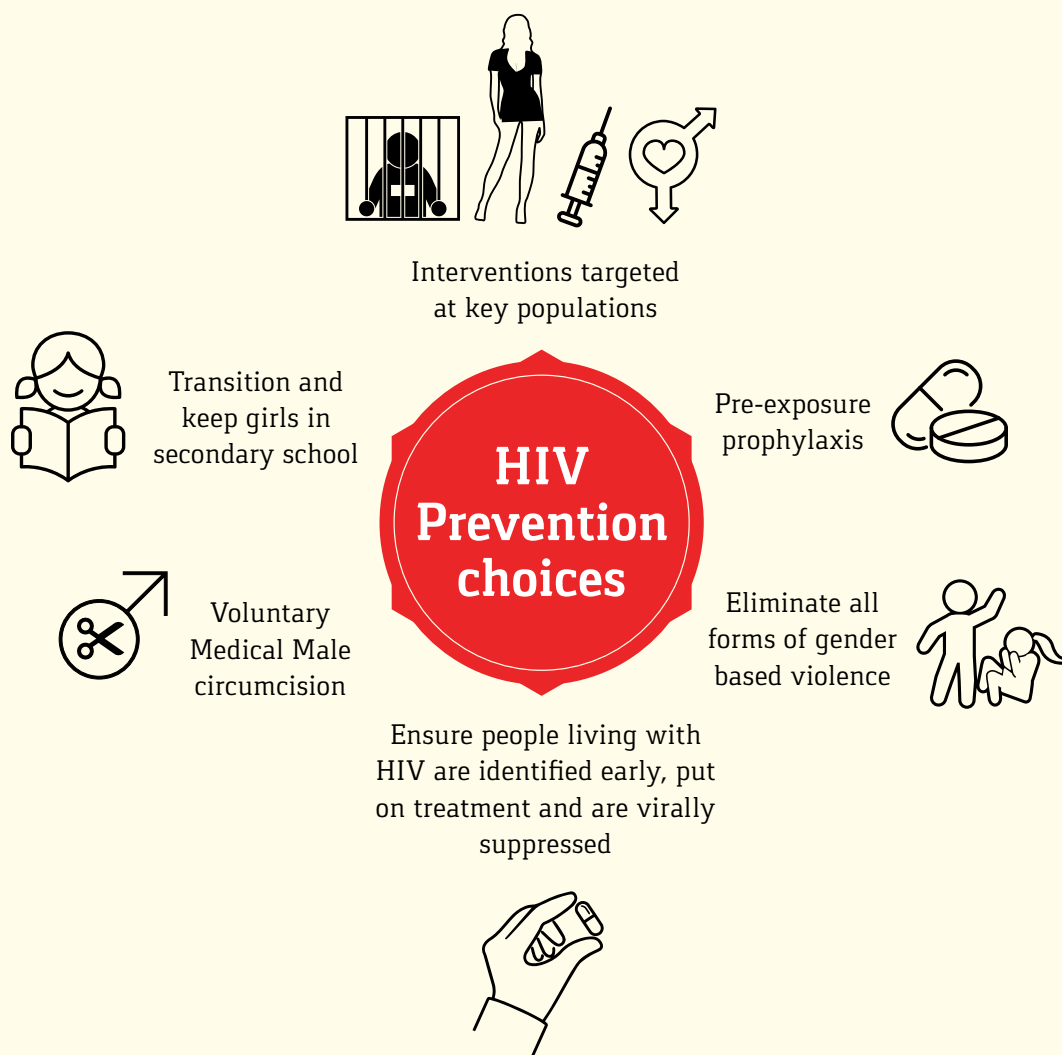 Interventions targeted
at key populations
Transition and
keep girls in
secondary school
Pre-exposure
prophylaxis
HIV
Prevention
choices
Voluntary
Medical Male
circumcision
Eliminate all
forms of gender
based violence
Ensure people living with
HIV are identified early, put
on treatment and are virally
suppressed